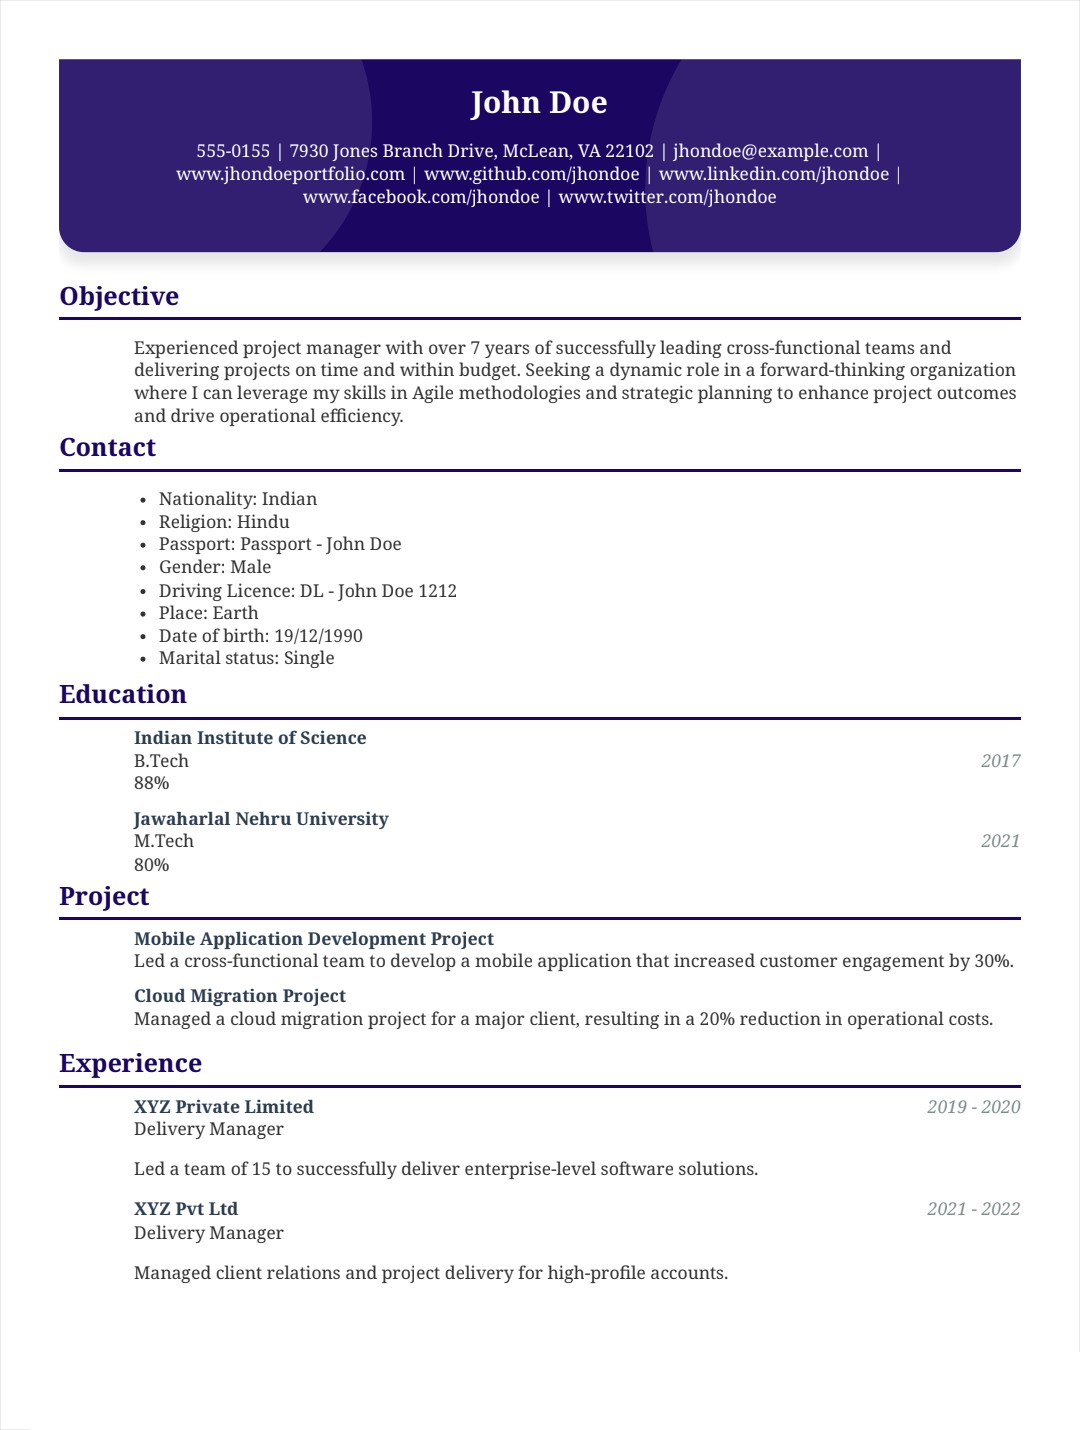 John Doe
555-0155 | 7930 Jones Branch Drive, McLean, VA 22102 | jhondoe@example.com |
www.jhondoeportfolio.com | www.github.com/jhondoe | www.linkedin.com/jhondoe |
www.facebook.com/jhondoe | www.twitter.com/jhondoe
Objective
Experienced project manager with over 7 years of successfully leading cross-functional teams and
delivering projects on time and within budget. Seeking a dynamic role in a forward-thinking organization
where I can leverage my skills in Agile methodologies and strategic planning to enhance project outcomes
and drive operational efficiency.
Contact
• Nationality: Indian
• Religion: Hindu
• Passport: Passport - John Doe
• Gender: Male
• Driving Licence: DL - John Doe 1212
• Place: Earth
• Date of birth: 19/12/1990
• Marital status: Single
Education
Indian Institute of Science
B.Tech 2017
88%
Jawaharlal Nehru University
M.Tech 2021
80%
Project
Mobile Application Development Project
Led a cross-functional team to develop a mobile application that increased customer engagement by 30%.
Cloud Migration Project
Managed a cloud migration project for a major client, resulting in a 20% reduction in operational costs.
Experience
XYZ Private Limited 2019 - 2020
Delivery Manager
Led a team of 15 to successfully deliver enterprise-level software solutions.
XYZ Pvt Ltd 2021 - 2022
Delivery Manager
Managed client relations and project delivery for high-profile accounts.